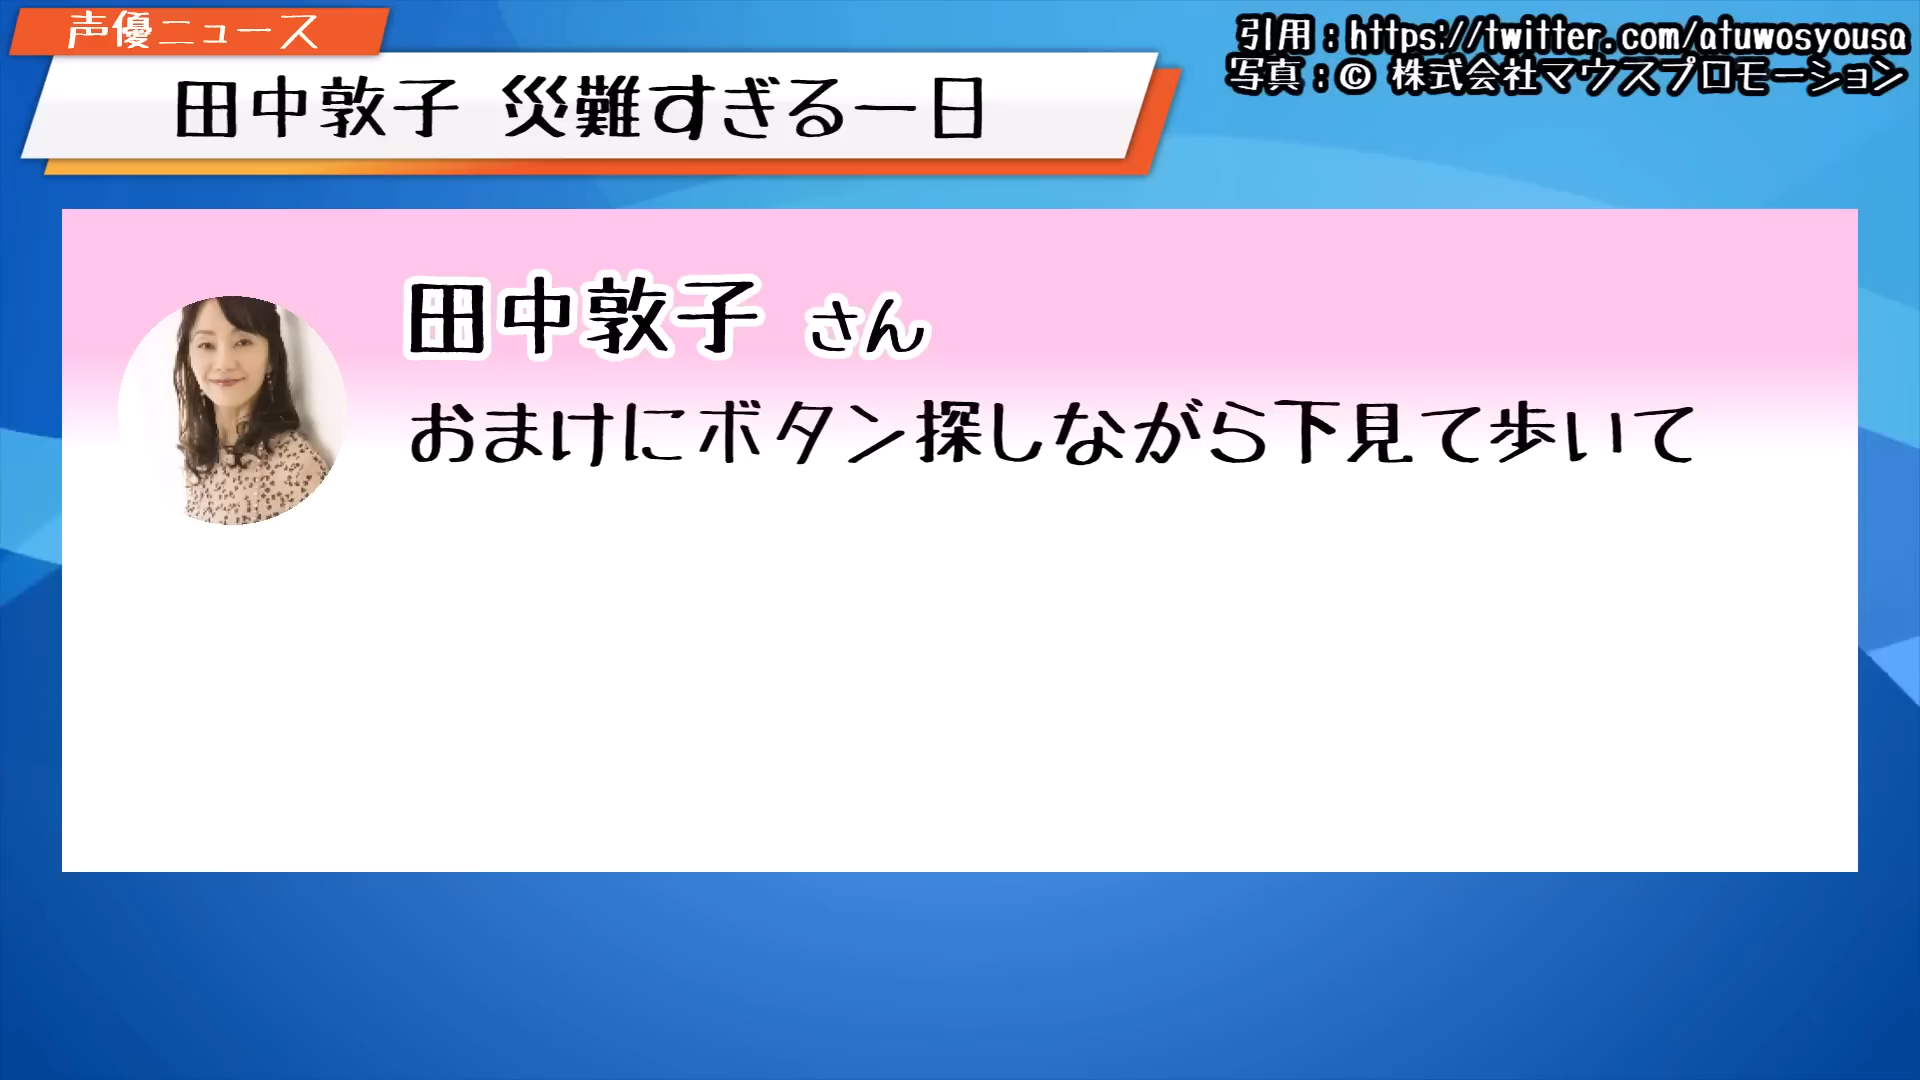 声優ニュース
田中敦子 災難すぎる一日
引用：https://twitter.com/atuwosyousa
写真：© 株式会社マウスプロモーション
田中敦子 さん
おまけにボタン探しながら下見て歩いて